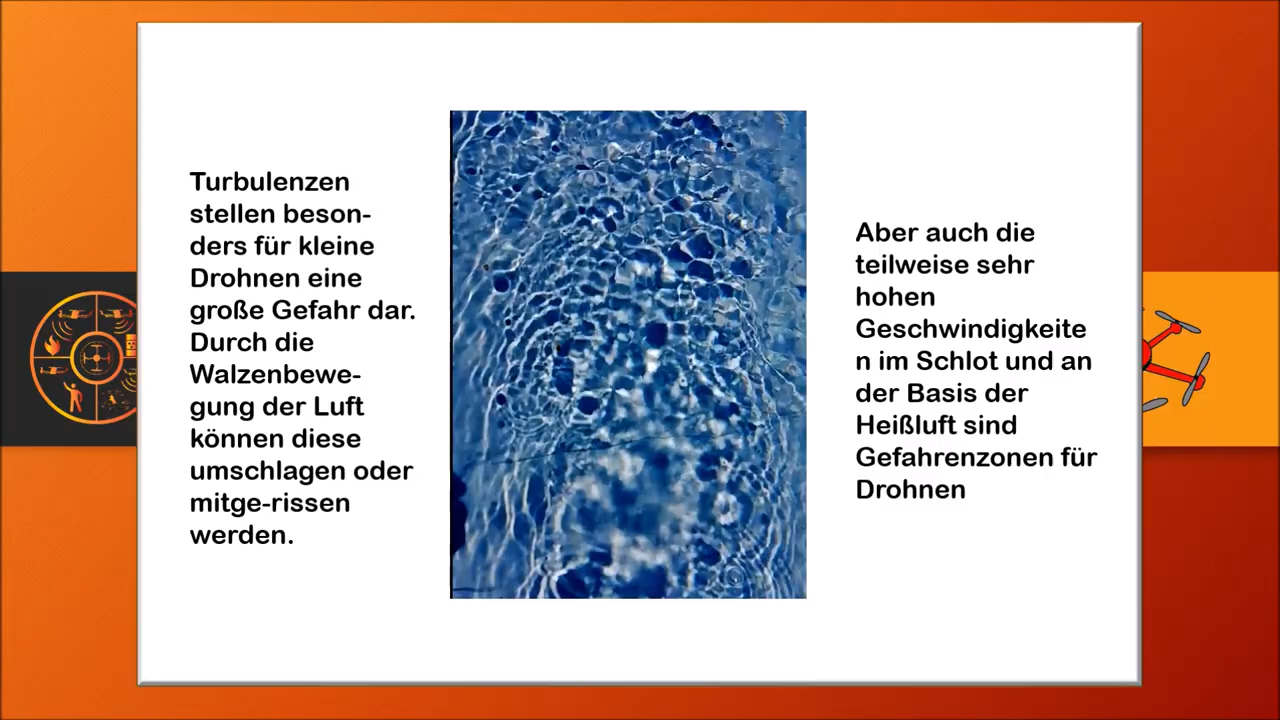 Turbulenzen
stellen beson-
ders für kleine
Drohnen eine
große Gefahr dar.
Durch die
Walzenbewe-
gung der Luft
können diese
umschlagen oder
mitge-rissen
werden.
Aber auch die
teilweise sehr
hohen
Geschwindigkeite
n im Schlot und an
der Basis der
Heißluft sind
Gefahrenzonen für
Drohnen